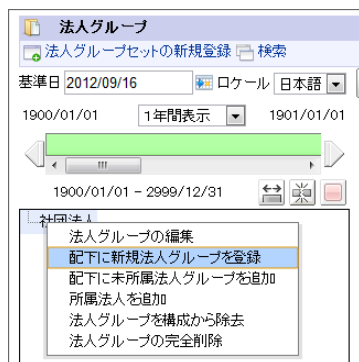 法人グループ
法人グループセットの新規登録 検索
基準日 2012/09/16 ロケール 日本語
1900/01/01 1年間表示 1901/01/01
1900/01/01 - 2999/12/31
社団法人
法人グループの編集
配下に新規法人グループを登録
配下に未所属法人グループを追加
所属法人を追加
法人グループを構成から除去
法人グループの完全削除